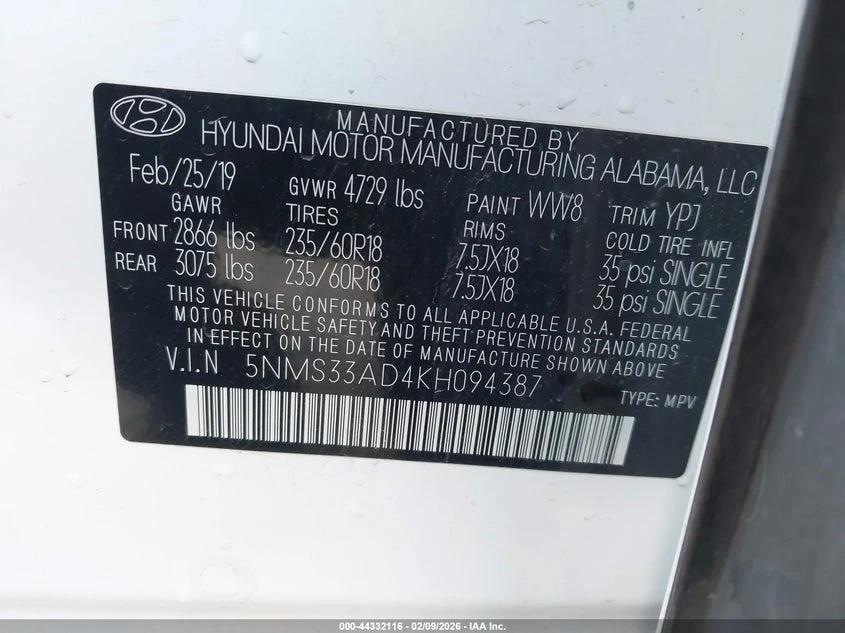 MANUFACTURED BY
HYUNDAI MOTOR MANUFACTURING ALABAMA, LLC
Feb/25/19 GVWR 4729 lbs PAINT WW8 TRIM YPJ
GAWR TIRES RIMS COLD TIRE INFL
FRONT 2866 lbs 235/60R18 7.5JX18 35 psi SINGLE
REAR 3075 lbs 235/60R18 7.5JX18 35 psi SINGLE
THIS VEHICLE CONFORMS TO ALL APPLICABLE U.S.A. FEDERAL
MOTOR VEHICLE SAFETY AND THEFT PREVENTION STANDARDS
IN EFFECT ON THE DATE OF MANUFACTURE SHOWN ABOVE
V.I.N 5NMS33AD4KH094387 TYPE: MPV
000-44332116 - 02/09/2026 - IAA Inc.